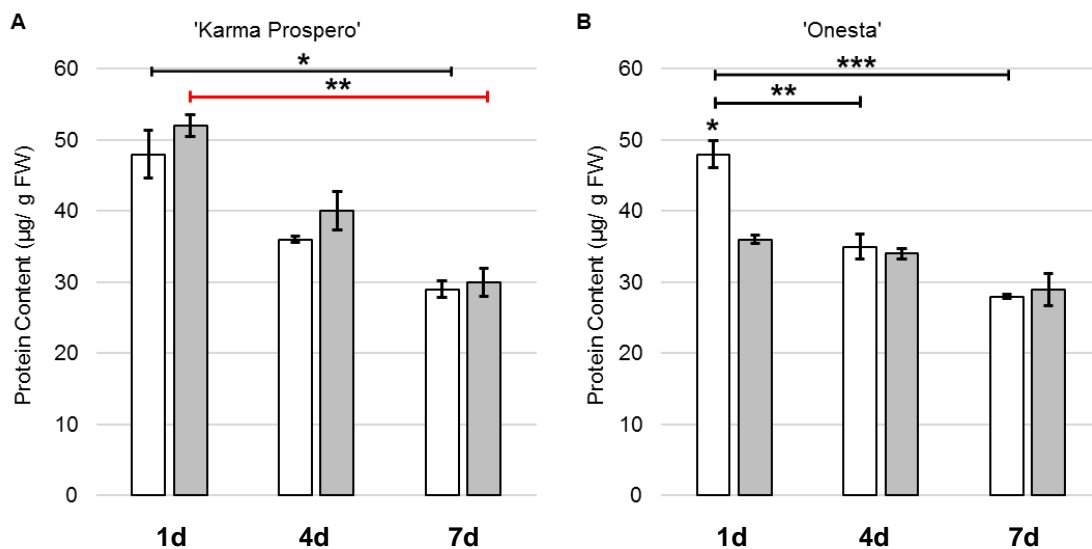 A
'Karma Prospero'
*
**
Protein Content (µg/ g FW)
60
50
40
30
20
10
0
1d 4d 7d
B
'Onesta'
***
**
*
Protein Content (µg/ g FW)
60
50
40
30
20
10
0
1d 4d 7d